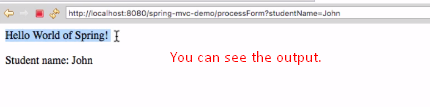 http://localhost:8080/spring-mvc-demo/processForm?studentName=John
Hello World of Spring!
You can see the output.
Student name: John